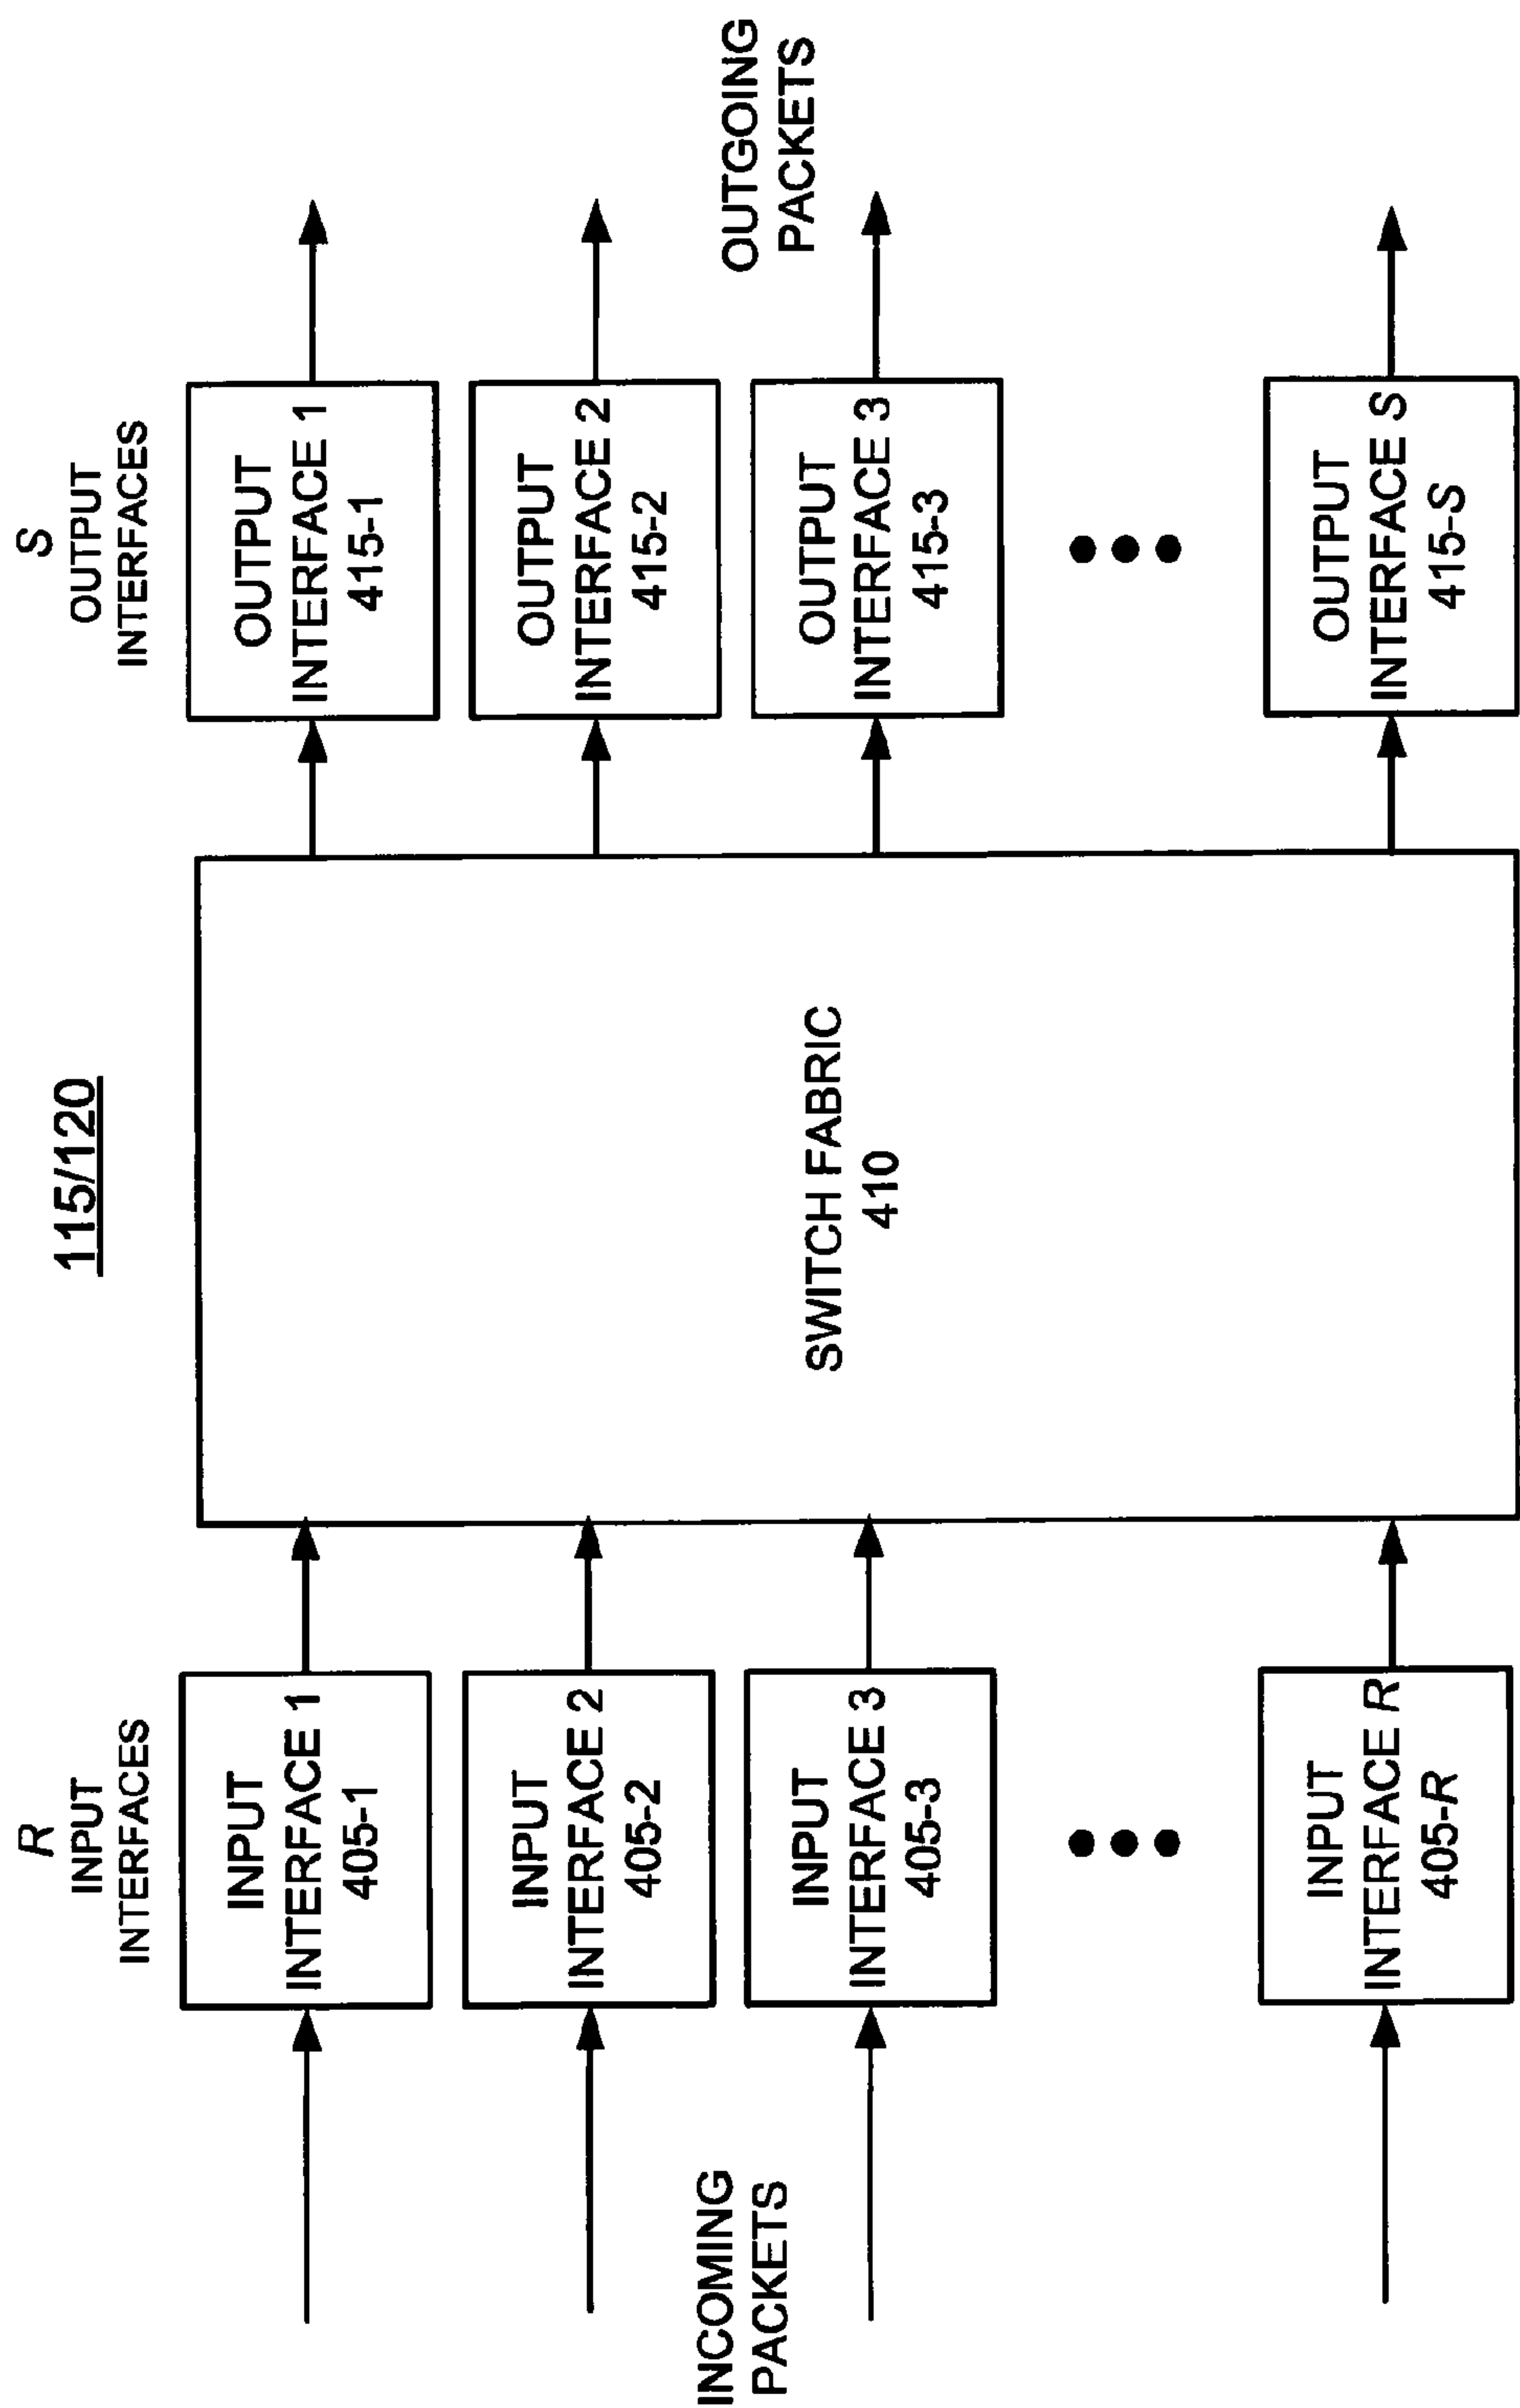 115/120
R
INPUT
INTERFACES
S
OUTPUT
INTERFACES
INPUT
INTERFACE 1
405-1
OUTPUT
INTERFACE 1
415-1
INPUT
INTERFACE 2
405-2
OUTPUT
INTERFACE 2
415-2
INCOMING
PACKETS
SWITCH FABRIC
410
OUTGOING
PACKETS
INPUT
INTERFACE 3
405-3
OUTPUT
INTERFACE 3
415-3
INPUT
INTERFACE R
405-R
OUTPUT
INTERFACE S
415-S